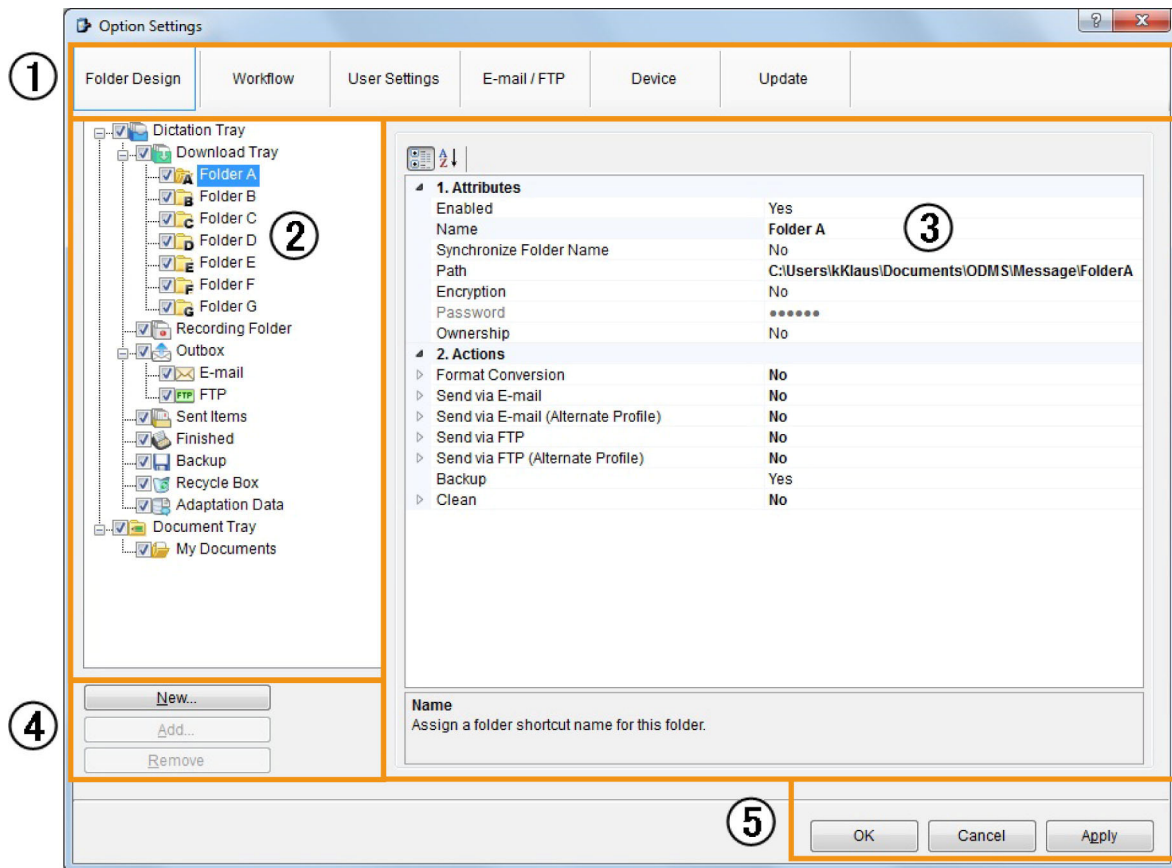 Option Settings
①
Folder Design Workflow User Settings E-mail / FTP Device Update
②
Dictation Tray
Download Tray
A Folder A
B Folder B
C Folder C
D Folder D
E Folder E
F Folder F
G Folder G
Recording Folder
Outbox
E-mail
FTP FTP
Sent Items
Finished
Backup
Recycle Box
Adaptation Data
Document Tray
My Documents
③
A Z
1. Attributes
Enabled Yes
Name Folder A
Synchronize Folder Name No
Path C:\Users\kKlaus\Documents\ODMS\Message\FolderA
Encryption No
Password ●●●●●●
Ownership No
2. Actions
Format Conversion No
Send via E-mail No
Send via E-mail (Alternate Profile) No
Send via FTP No
Send via FTP (Alternate Profile) No
Backup Yes
Clean No
Name
Assign a folder shortcut name for this folder.
④
New...
Add...
Remove
⑤
OK Cancel Apply